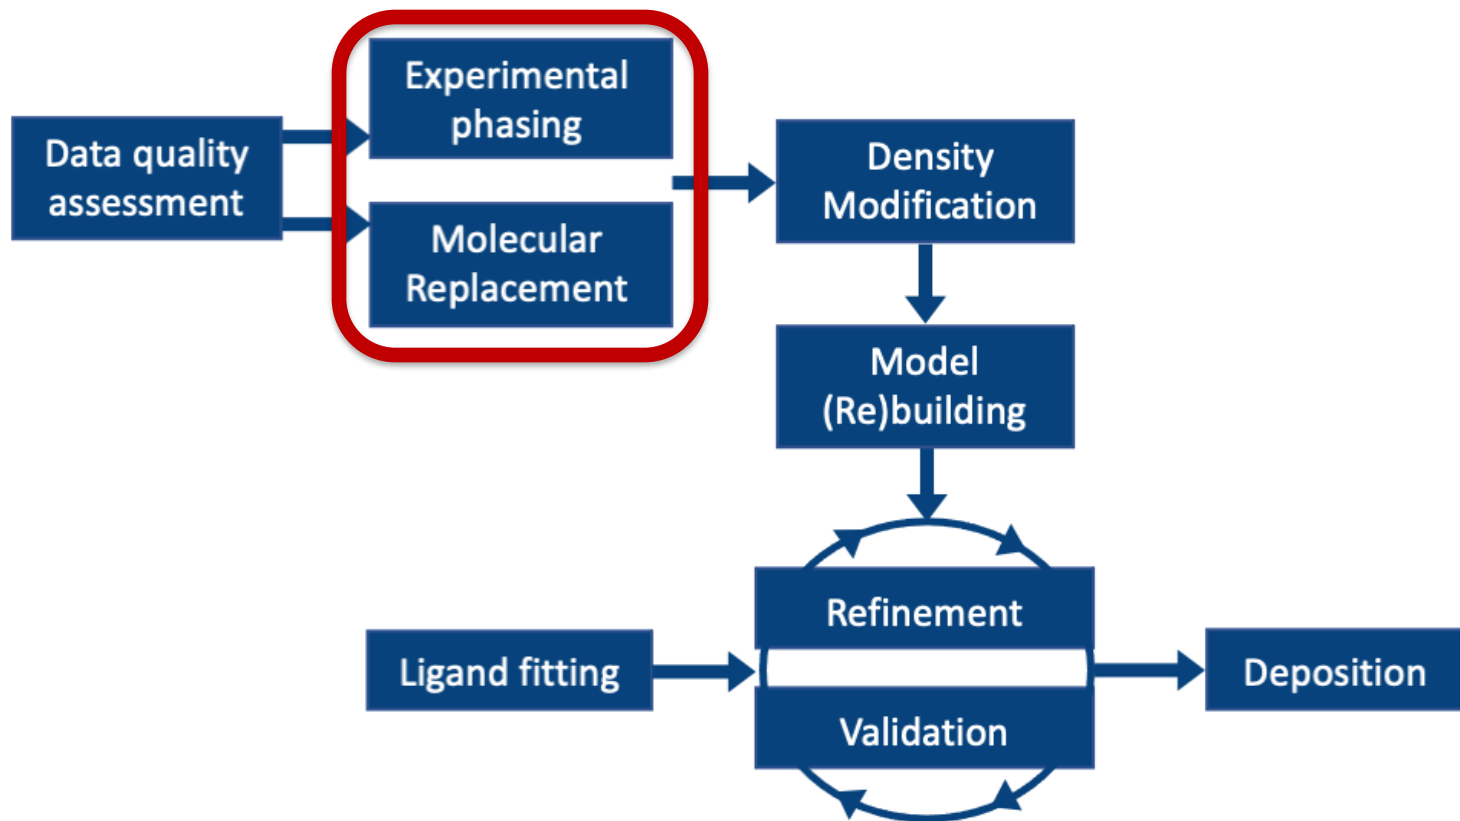 Experimental
phasing
Data quality
assessment
Molecular
Replacement
Density
Modification
Model
(Re)building
Refinement
Ligand fitting
Validation
Deposition